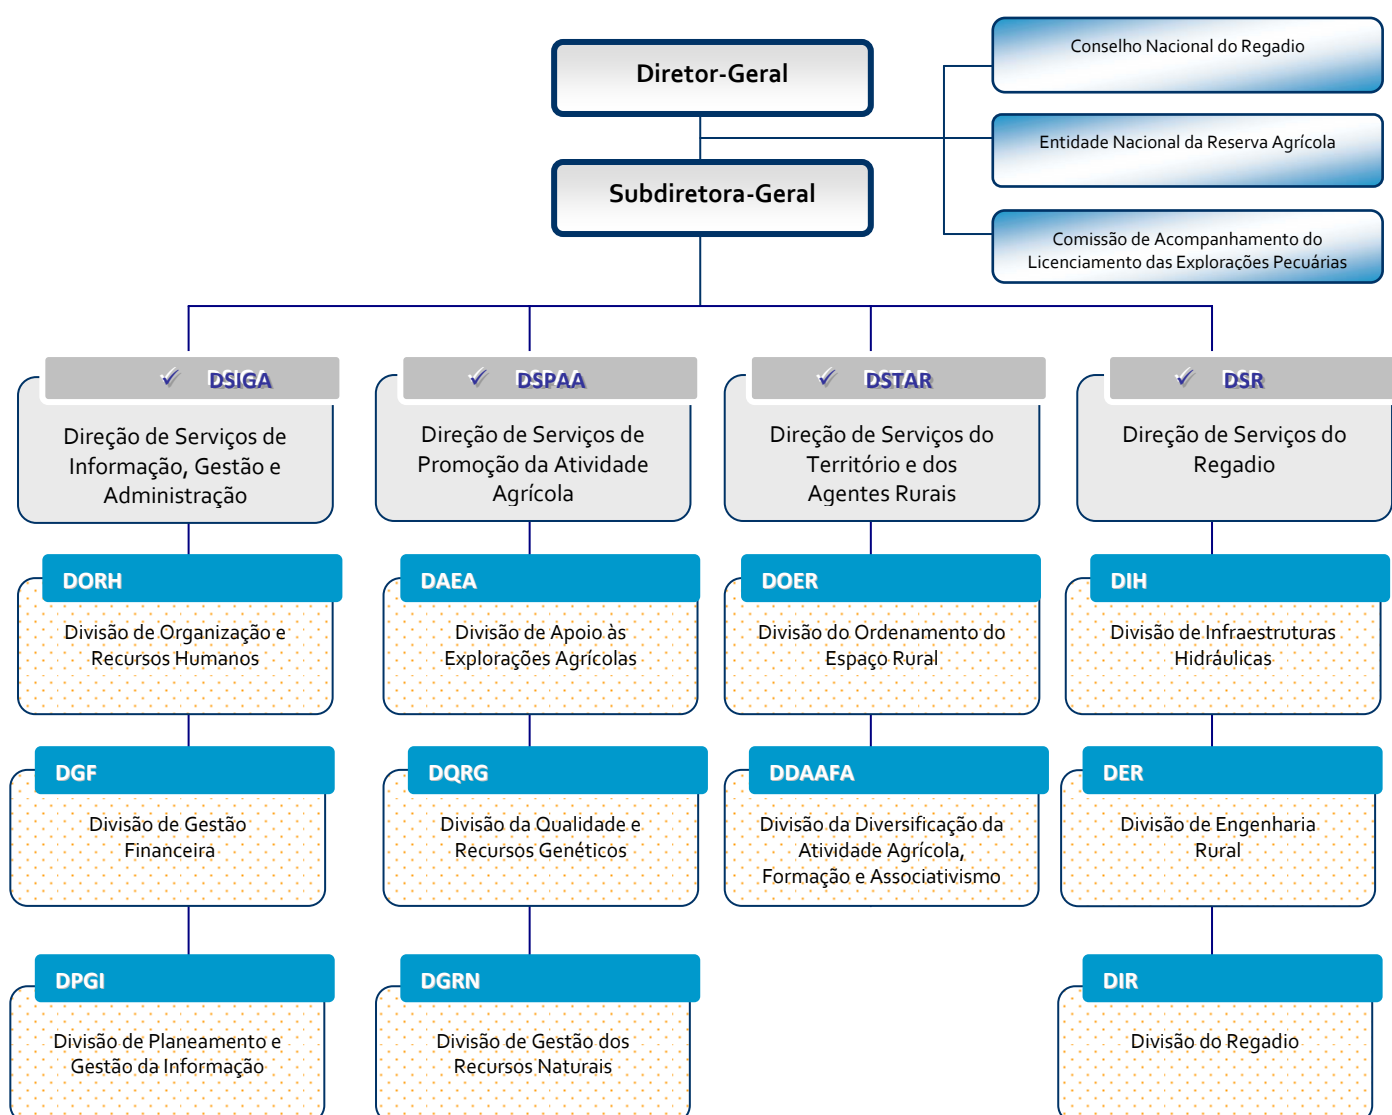 Diretor-Geral
Conselho Nacional do Regadio
Entidade Nacional da Reserva Agrícola
Subdiretora-Geral
Comissão de Acompanhamento do
Licenciamento das Explorações Pecuárias
✓ DSIGA
Direção de Serviços de
Informação, Gestão e
Administração
✓ DSPAA
Direção de Serviços de
Promoção da Atividade
Agrícola
✓ DSTAR
Direção de Serviços do
Território e dos
Agentes Rurais
✓ DSR
Direção de Serviços do
Regadio
DORH
Divisão de Organização e
Recursos Humanos
DAEA
Divisão de Apoio às
Explorações Agrícolas
DOER
Divisão do Ordenamento do
Espaço Rural
DIH
Divisão de Infraestruturas
Hidráulicas
DGF
Divisão de Gestão
Financeira
DQRG
Divisão da Qualidade e
Recursos Genéticos
DDAAFA
Divisão da Diversificação da
Atividade Agrícola,
Formação e Associativismo
DER
Divisão de Engenharia
Rural
DPGI
Divisão de Planeamento e
Gestão da Informação
DGRN
Divisão de Gestão dos
Recursos Naturais
DIR
Divisão do Regadio